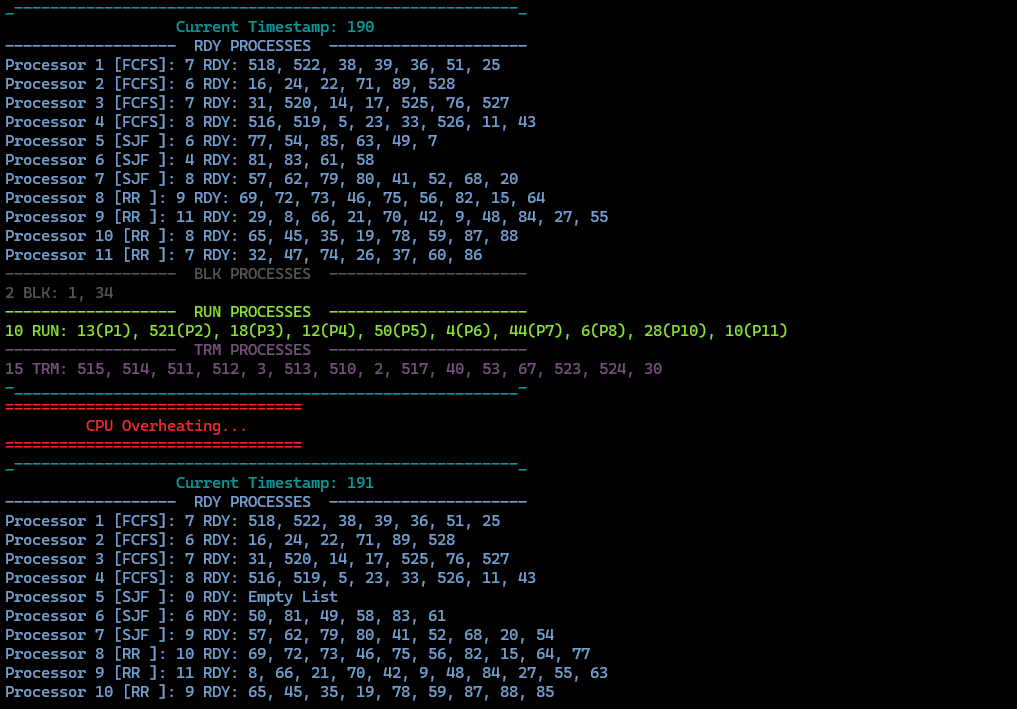 Current Timestamp: 190
------------------- RDY PROCESSES ----------------------
Processor 1 [FCFS]: 7 RDY: 518, 522, 38, 39, 36, 51, 25
Processor 2 [FCFS]: 6 RDY: 16, 24, 22, 71, 89, 528
Processor 3 [FCFS]: 7 RDY: 31, 520, 14, 17, 525, 76, 527
Processor 4 [FCFS]: 8 RDY: 516, 519, 5, 23, 33, 526, 11, 43
Processor 5 [SJF ]: 6 RDY: 77, 54, 85, 63, 49, 7
Processor 6 [SJF ]: 4 RDY: 81, 83, 61, 58
Processor 7 [SJF ]: 8 RDY: 57, 62, 79, 80, 41, 52, 68, 20
Processor 8 [RR ]: 9 RDY: 69, 72, 73, 46, 75, 56, 82, 15, 64
Processor 9 [RR ]: 11 RDY: 29, 8, 66, 21, 70, 42, 9, 48, 84, 27, 55
Processor 10 [RR ]: 8 RDY: 65, 45, 35, 19, 78, 59, 87, 88
Processor 11 [RR ]: 7 RDY: 32, 47, 74, 26, 37, 60, 86
------------------- BLK PROCESSES ----------------------
2 BLK: 1, 34
------------------- RUN PROCESSES ----------------------
10 RUN: 13(P1), 521(P2), 18(P3), 12(P4), 50(P5), 4(P6), 44(P7), 6(P8), 28(P10), 10(P11)
------------------- TRM PROCESSES ----------------------
15 TRM: 515, 514, 511, 512, 3, 513, 510, 2, 517, 40, 53, 67, 523, 524, 30
=================================
CPU Overheating...
=================================
Current Timestamp: 191
------------------- RDY PROCESSES ----------------------
Processor 1 [FCFS]: 7 RDY: 518, 522, 38, 39, 36, 51, 25
Processor 2 [FCFS]: 6 RDY: 16, 24, 22, 71, 89, 528
Processor 3 [FCFS]: 7 RDY: 31, 520, 14, 17, 525, 76, 527
Processor 4 [FCFS]: 8 RDY: 516, 519, 5, 23, 33, 526, 11, 43
Processor 5 [SJF ]: 0 RDY: Empty List
Processor 6 [SJF ]: 6 RDY: 50, 81, 49, 58, 83, 61
Processor 7 [SJF ]: 9 RDY: 57, 62, 79, 80, 41, 52, 68, 20, 54
Processor 8 [RR ]: 10 RDY: 69, 72, 73, 46, 75, 56, 82, 15, 64, 77
Processor 9 [RR ]: 11 RDY: 8, 66, 21, 70, 42, 9, 48, 84, 27, 55, 63
Processor 10 [RR ]: 9 RDY: 65, 45, 35, 19, 78, 59, 87, 88, 85